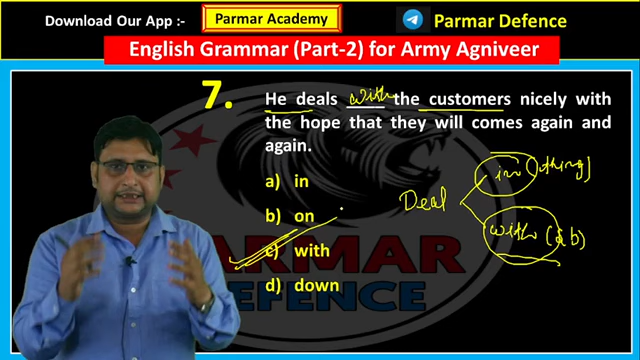 Download Our App :- Parmar Academy Parmar Defence
English Grammar (Part-2) for Army Agniveer
7. He deals with the customers nicely with
the hope that they will comes again and
again.
a) in
b) on
c) with
d) down
Deal
in (thing)
with
PARMAR
DEFENCE